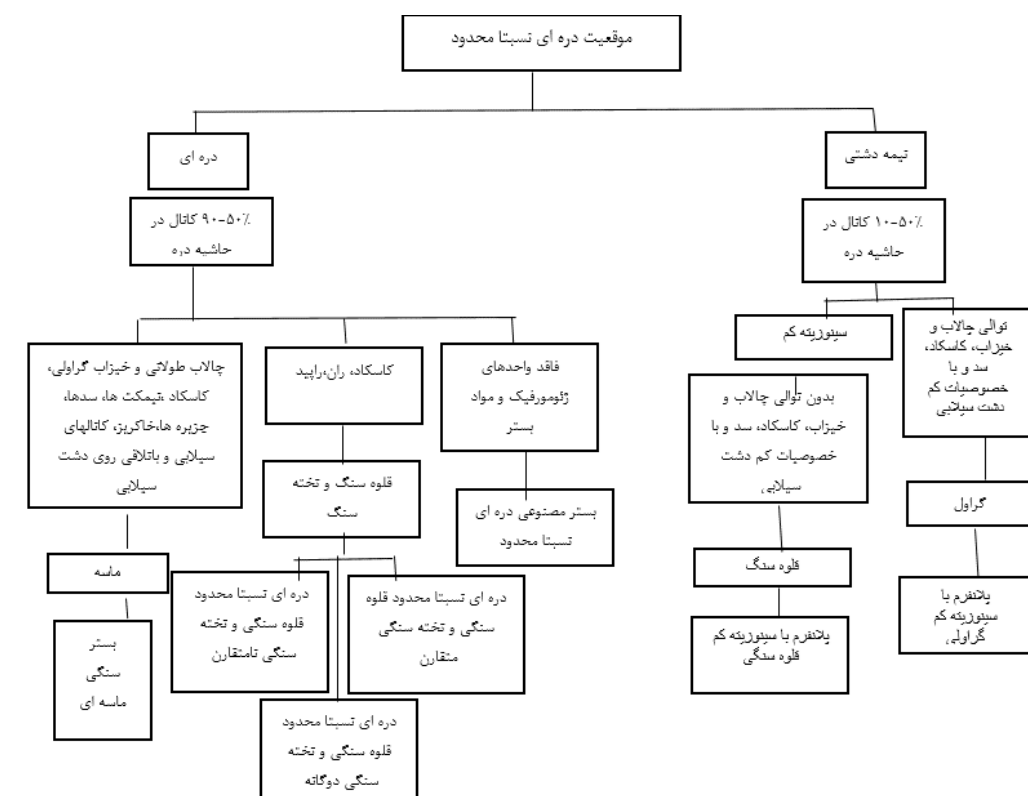 موقعیت دره ای نسبتا محدود
نیمه دشتی
۱۰-۵۰٪ کانال در
حاشیه دره
توالی چالاب و
خیزاب، کاسکاد،
سد و با
خصوصیات کم
دشت سیلابی
گراول
پلانفرم با
سینوزیته کم
گراولی
سینوزیته کم
بدون توالی چالاب و
خیزاب، کاسکاد، سد و با
خصوصیات کم دشت
سیلابی
قلوه سنگ
پلانفرم با سینوزیته کم
قلوه سنگی
دره ای
۹۰-۵۰٪ کانال در
حاشیه دره
فاقد واحدهای
ژئومورفیک و مواد
بستر
بستر مصنوعی دره ای
نسبتا محدود
کاسکاد، ران،راپید
قلوه سنگ و تخته
سنگ
دره ای نسبتا محدود قلوه
سنگی و تخته سنگی
متقارن
دره ای نسبتا محدود
قلوه سنگی و تخته
سنگی دوگانه
دره ای نسبتا محدود
قلوه سنگی و تخته
سنگی نامتقارن
چالاب طولانی و خیزاب گراولی،
کاسکاد ،نیمکت ها، سدها،
جزیره ها،خاکریز، کانالهای
سیلابی و باتلاقی روی دشت
سیلابی
ماسه
بستر
سنگی
ماسه ای